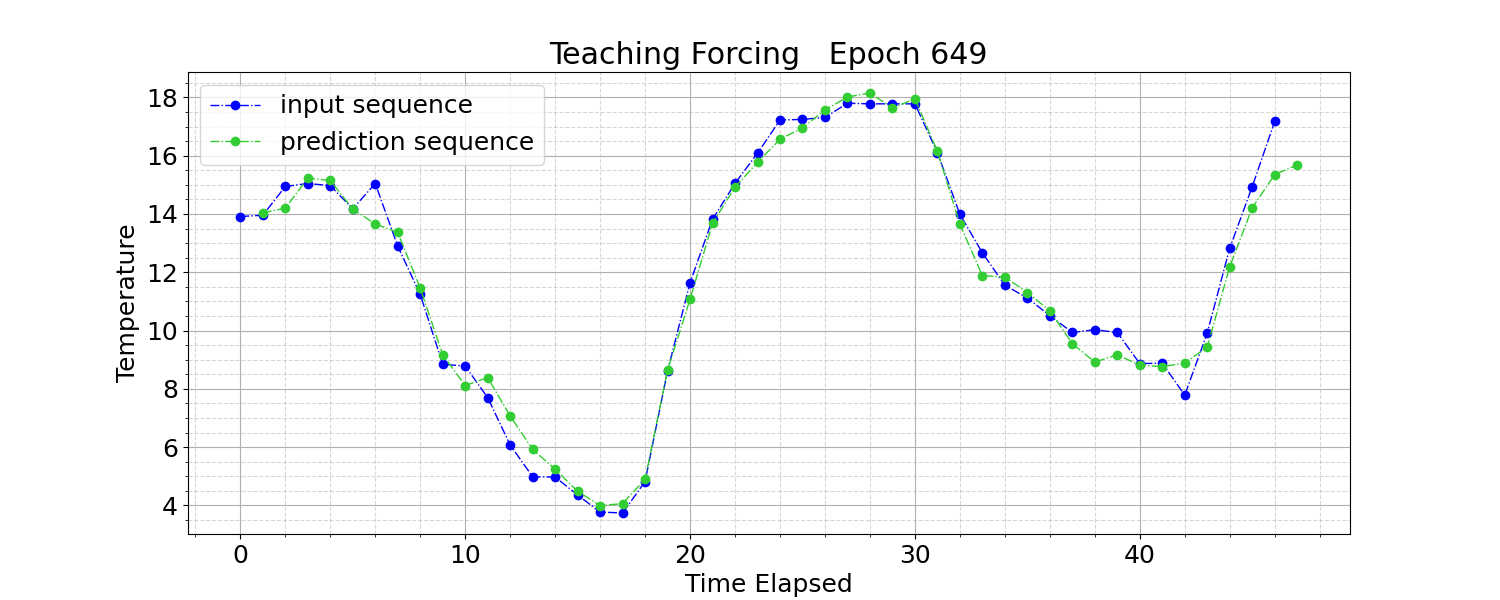 Teaching Forcing   Epoch 649
input sequence
prediction sequence
Temperature
18
16
14
12
10
8
6
4
0 10 20 30 40
Time Elapsed